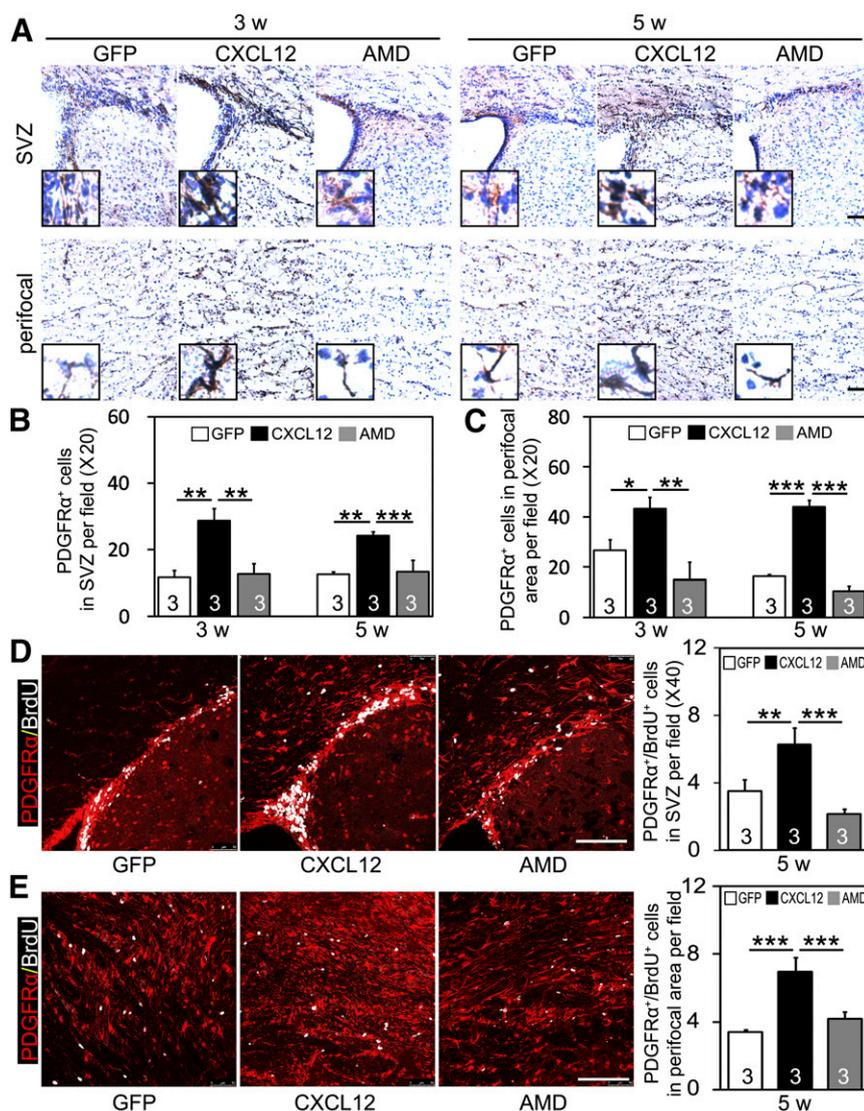 A
3 w
5 w
GFP
CXCL12
AMD
GFP
CXCL12
AMD
SVZ
perifocal
B
PDGFRα⁺ cells
in SVZ per field (X20)
60
40
20
0
GFP
CXCL12
AMD
**
**
**
***
3
3
3
3
3
3
3 w
5 w
C
PDGFRα⁺ cells in perifocal
area per field (X20)
80
60
40
20
0
GFP
CXCL12
AMD
*
**
***
***
3
3
3
3
3
3
3 w
5 w
D
PDGFRα/BrdU
GFP
CXCL12
AMD
PDGFRα⁺/BrdU⁺ cells
in SVZ per field (X40)
12
8
4
0
GFP
CXCL12
AMD
**
***
3
3
3
5 w
E
PDGFRα/BrdU
GFP
CXCL12
AMD
PDGFRα⁺/BrdU⁺ cells
in perifocal area per field
12
8
4
0
GFP
CXCL12
AMD
***
***
3
3
3
5 w